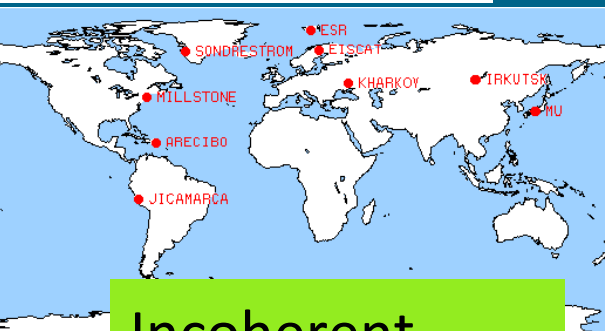 ESR
SONDRESTROM
EISCAT
KHARKOV
IRKUTSK
MILLSTONE
MU
ARECIBO
JICAMARCA
Incoherent